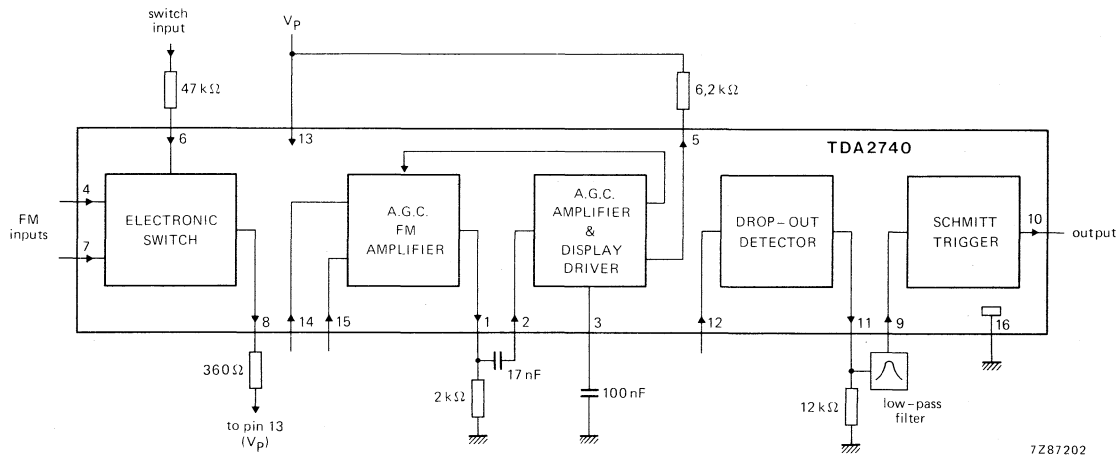 switch
input
V_P
47 kΩ
6,2 kΩ
6
13
5
TDA2740
4
FM
inputs
7
ELECTRONIC
SWITCH
A.G.C.
FM
AMPLIFIER
A.G.C.
AMPLIFIER
&
DISPLAY
DRIVER
DROP-OUT
DETECTOR
SCHMITT
TRIGGER
10
output
8
14
15
1
2
3
12
11
9
16
360Ω
17 nF
2 kΩ
100 nF
12 kΩ
low-pass
filter
to pin 13
(V_P)
7Z87202